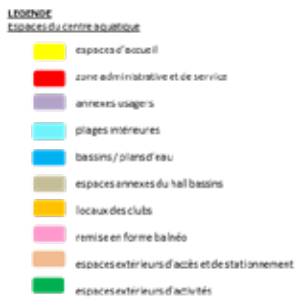 LEGENDE
Espaces du centre aquatique
espaces d'accueil
zone administrative et de service
annexes usagers
plages intérieures
bassins / plans d'eau
espaces annexes du hall bassins
locaux des clubs
remise en forme balnéo
espaces extérieurs d'accès et de stationnement
espaces extérieurs d'activités